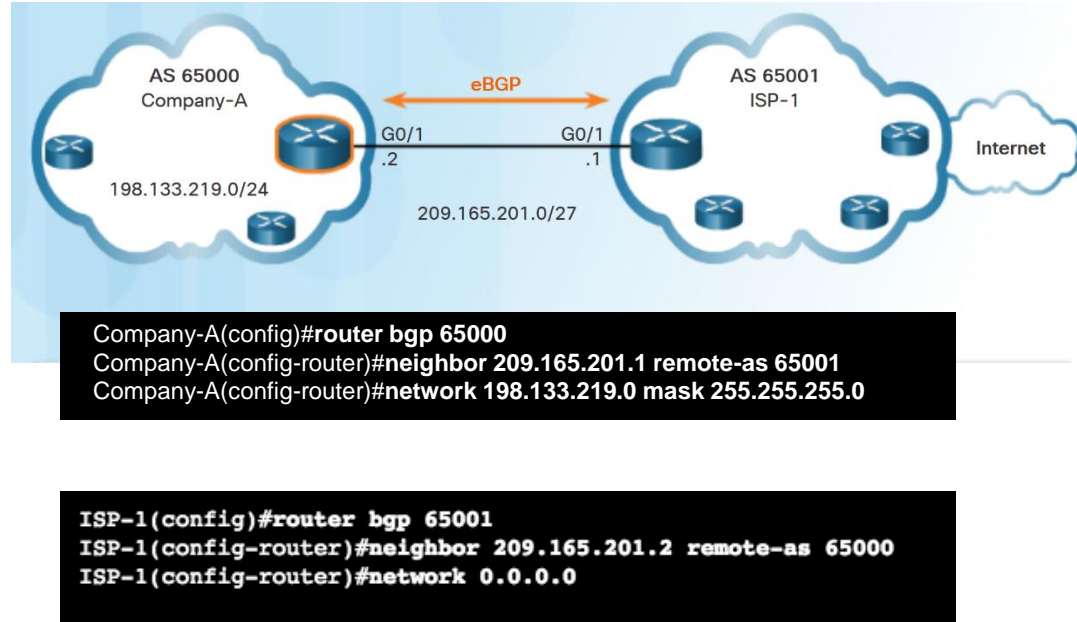 AS 65000
Company-A
eBGP
AS 65001
ISP-1
G0/1
G0/1
.2
.1
Internet
198.133.219.0/24
209.165.201.0/27
Company-A(config)#router bgp 65000
Company-A(config-router)#neighbor 209.165.201.1 remote-as 65001
Company-A(config-router)#network 198.133.219.0 mask 255.255.255.0
ISP-1(config)#router bgp 65001
ISP-1(config-router)#neighbor 209.165.201.2 remote-as 65000
ISP-1(config-router)#network 0.0.0.0